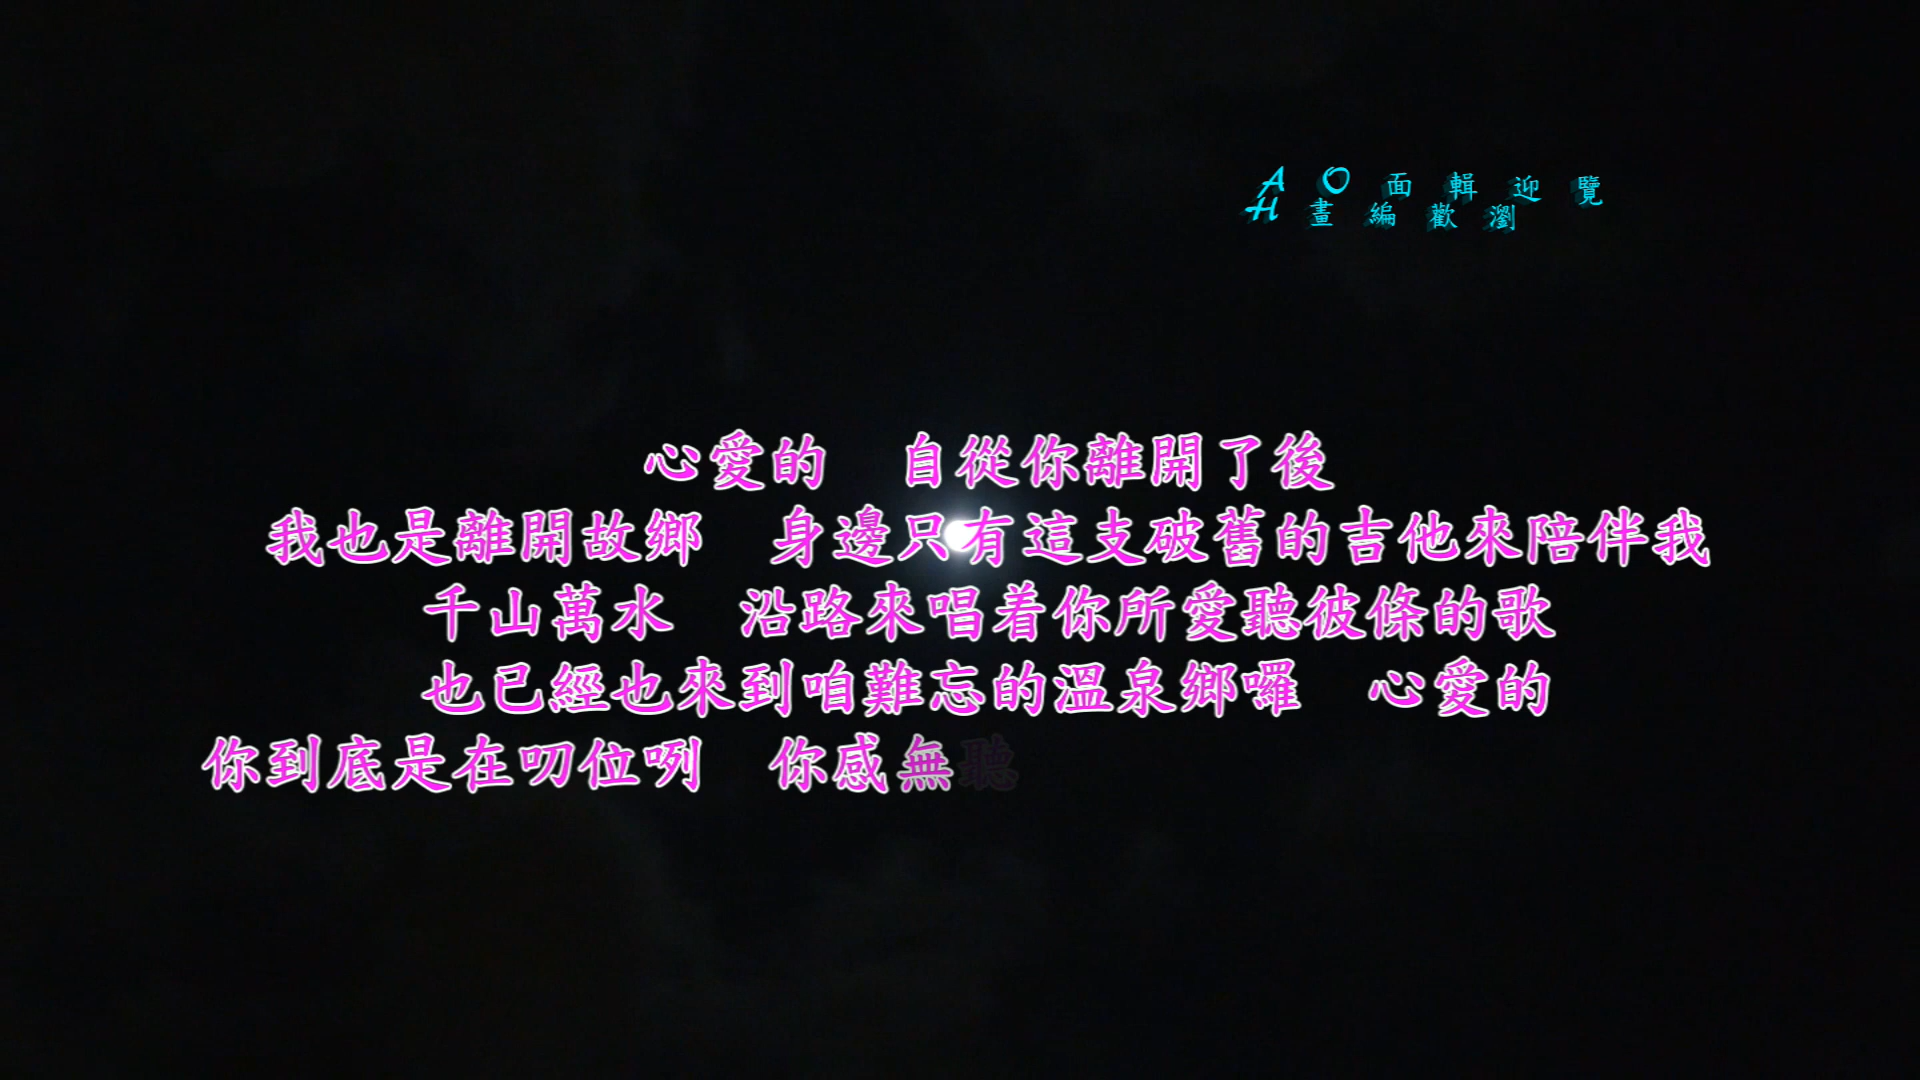 AHO畫面編輯歡迎瀏覽
心愛的　自從你離開了後
我也是離開故鄉　身邊只有這支破舊的吉他來陪伴我
千山萬水　沿路來唱着你所愛聽彼條的歌
也已經也來到咱難忘的溫泉鄉囉　心愛的
你到底是在叨位咧　你感無聽